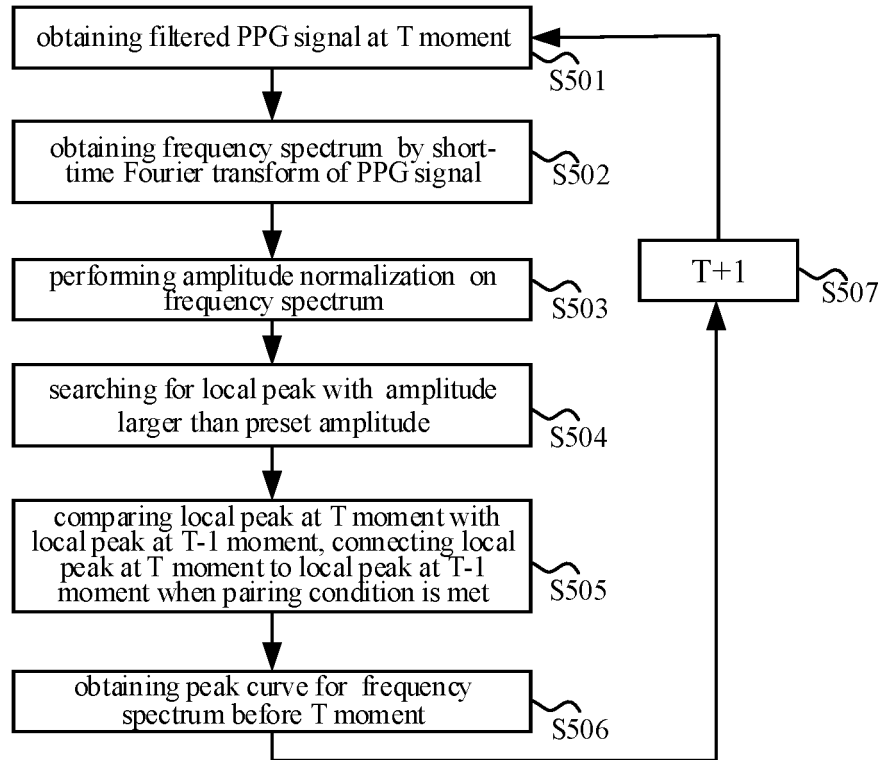 obtaining filtered PPG signal at T moment
S501
obtaining frequency spectrum by short-
time Fourier transform of PPG signal
S502
performing amplitude normalization on
frequency spectrum
S503
searching for local peak with amplitude
larger than preset amplitude
S504
comparing local peak at T moment with
local peak at T-1 moment, connecting local
peak at T moment to local peak at T-1
moment when pairing condition is met
S505
obtaining peak curve for frequency
spectrum before T moment
S506
T+1
S507